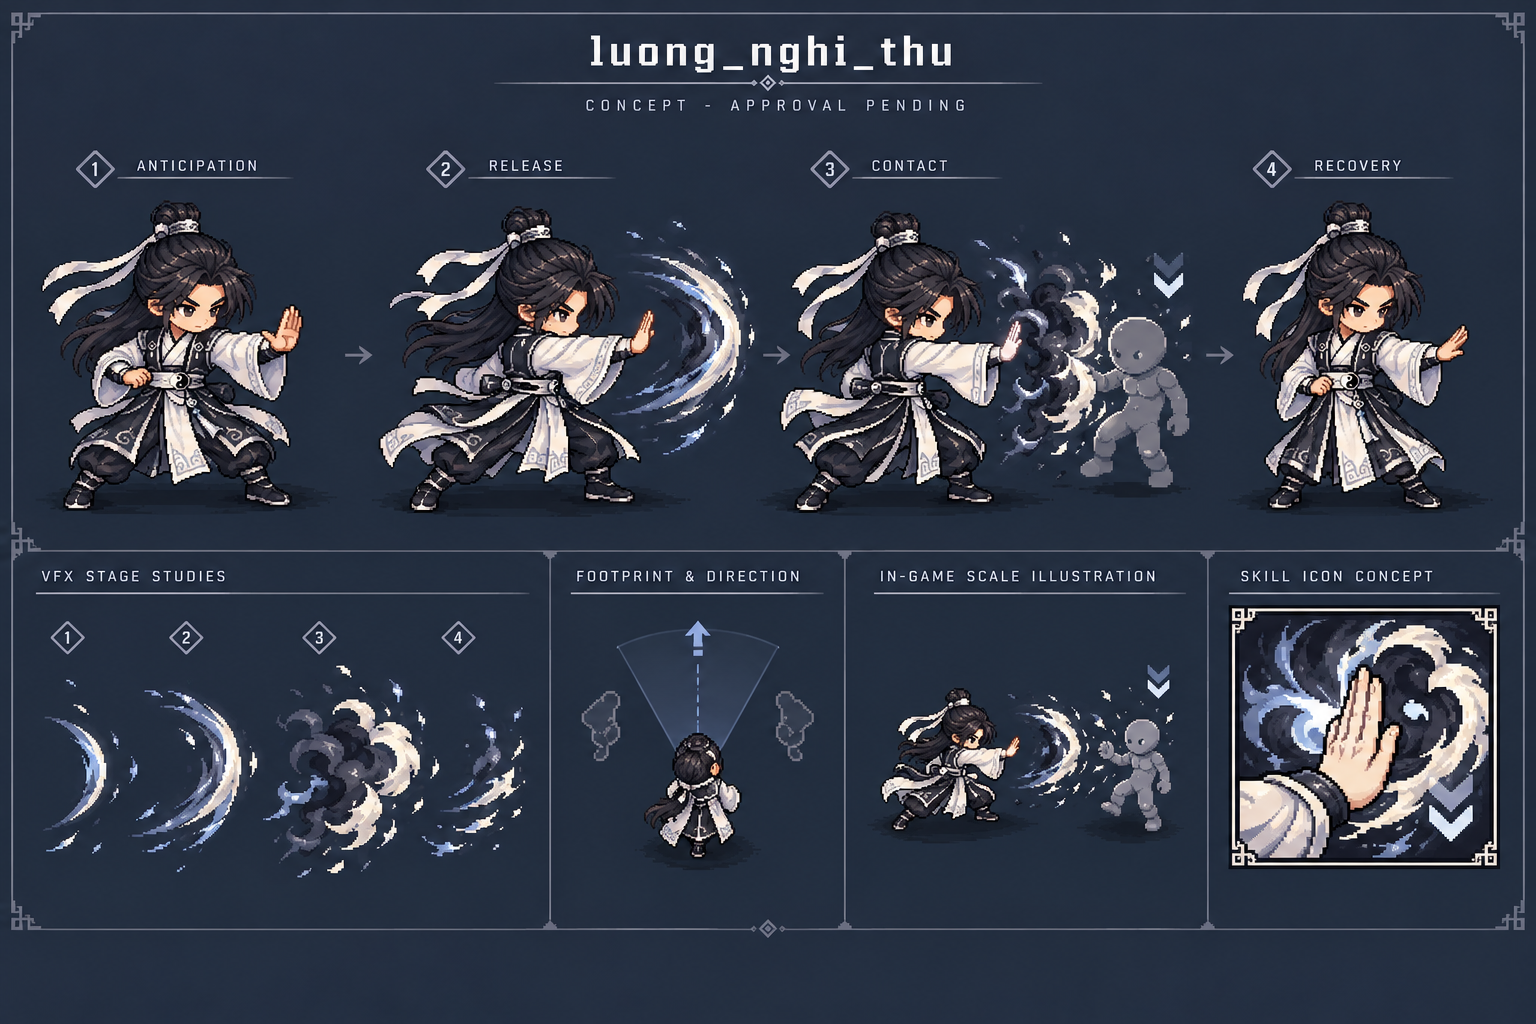 luong_nghi_thu
CONCEPT - APPROVAL PENDING
1 ANTICIPATION
2 RELEASE
3 CONTACT
4 RECOVERY
VFX STAGE STUDIES
1 2 3 4
FOOTPRINT & DIRECTION
IN-GAME SCALE ILLUSTRATION
SKILL ICON CONCEPT